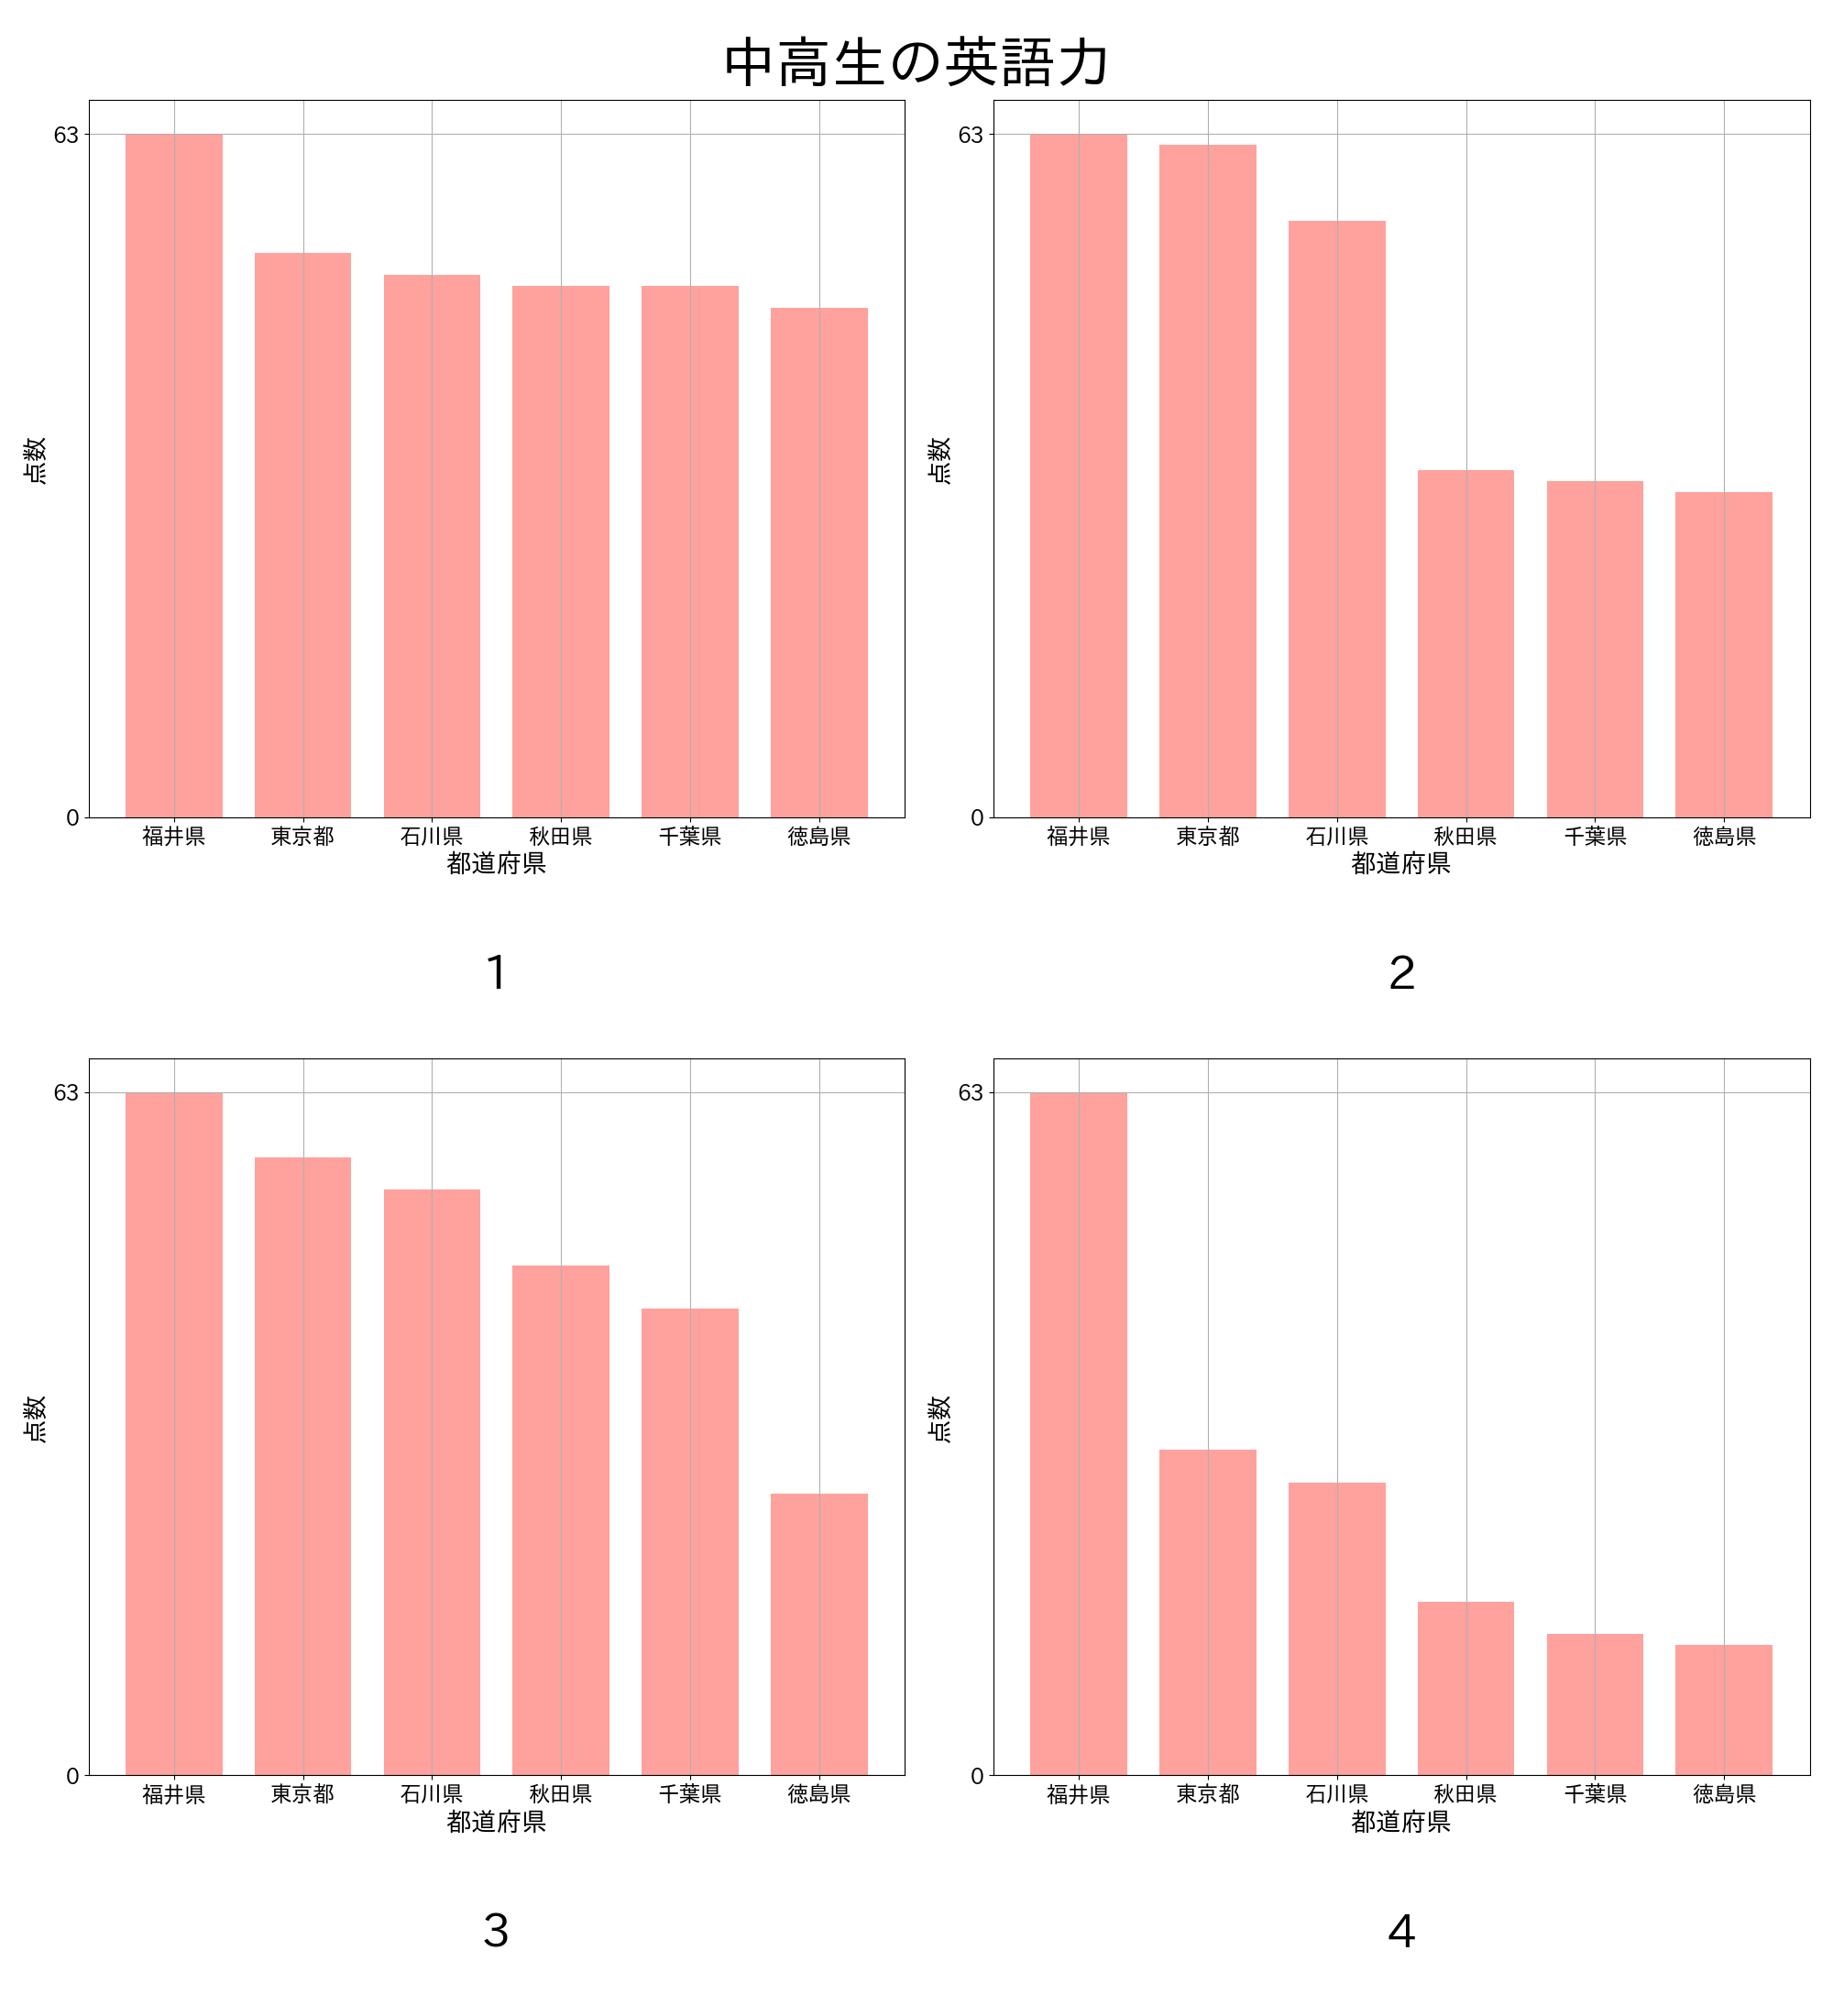 中高生の英語力
63
0
点数
福井県 東京都 石川県 秋田県 千葉県 徳島県
都道府県
1
63
0
点数
福井県 東京都 石川県 秋田県 千葉県 徳島県
都道府県
2
63
0
点数
福井県 東京都 石川県 秋田県 千葉県 徳島県
都道府県
3
63
0
点数
福井県 東京都 石川県 秋田県 千葉県 徳島県
都道府県
4